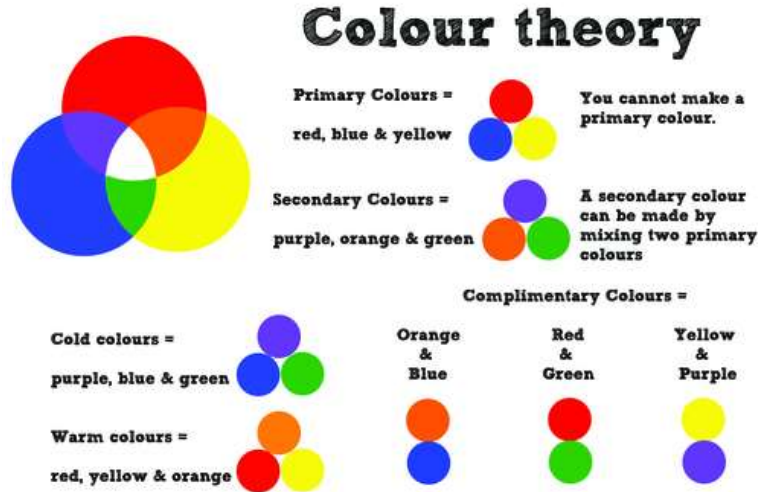 Colour theory
Primary Colours =
red, blue & yellow
You cannot make a
primary colour.
Secondary Colours =
purple, orange & green
A secondary colour
can be made by
mixing two primary
colours
Complimentary Colours =
Cold colours =
purple, blue & green
Warm colours =
red, yellow & orange
Orange
&
Blue
Red
&
Green
Yellow
&
Purple